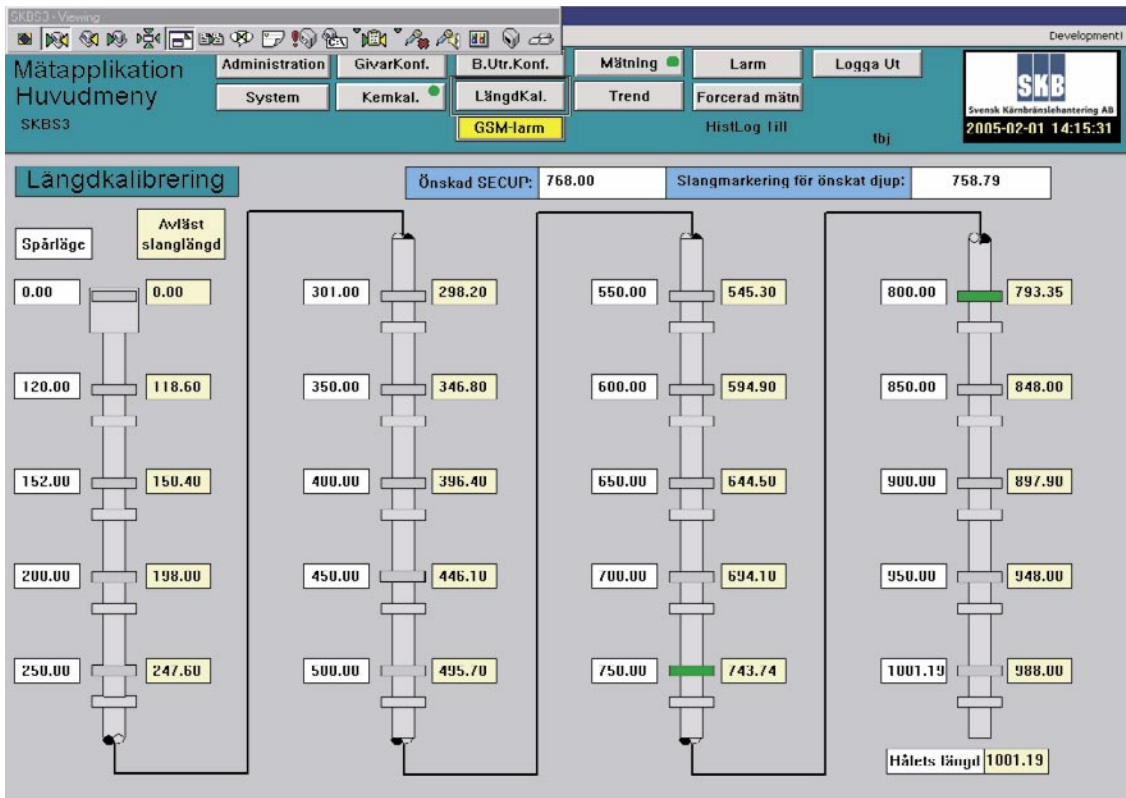 SKBS3 - Viewing
Development!
Mätapplikation
Huvudmeny
SKBS3
Administration
GivarKonf.
B.Utr.Konf.
Mätning
Larm
Logga Ut
System
Kemkal.
LängdKal.
Trend
Forcerad mätn
GSM-larm
HistLog Till
tbj
SKB
Svensk Kärnbränslehantering AB
2005-02-01 14:15:31
Längdkalibrering
Önskad SECUP: 768.00
Slangmarkering för önskat djup: 758.79
Spårläge
Avläst
slanglängd
0.00 0.00
120.00 118.60
152.00 150.40
200.00 198.00
250.00 247.60
301.00 298.20
350.00 346.80
400.00 396.40
450.00 446.10
500.00 495.70
550.00 545.30
600.00 594.90
650.00 644.50
700.00 694.10
750.00 743.74
800.00 793.35
850.00 848.00
900.00 897.90
950.00 948.00
1001.19 988.00
Hålets längd 1001.19